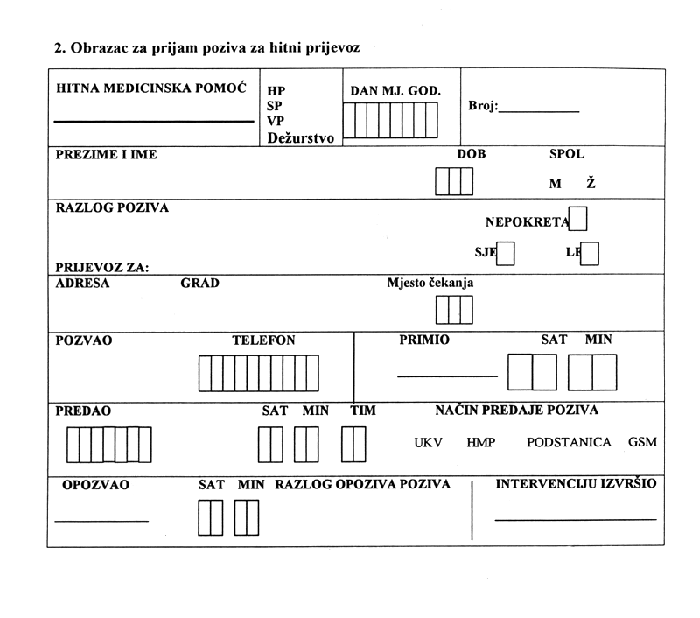 2. Obrazac za prijam poziva za hitni prijevoz
HITNA MEDICINSKA POMOĆ
HP
SP
VP
Dežurstvo
DAN MJ. GOD.
Broj:
PREZIME I IME DOB SPOL
M Ž
RAZLOG POZIVA
NEPOKRETA
SJE LE
PRIJEVOZ ZA:
ADRESA GRAD Mjesto čekanja
POZVAO TELEFON PRIMIO SAT MIN
PREDAO SAT MIN TIM NAČIN PREDAJE POZIVA
UKV HMP PODSTANICA GSM
OPOZVAO SAT MIN RAZLOG OPOZIVA POZIVA INTERVENCIJU IZVRŠIO